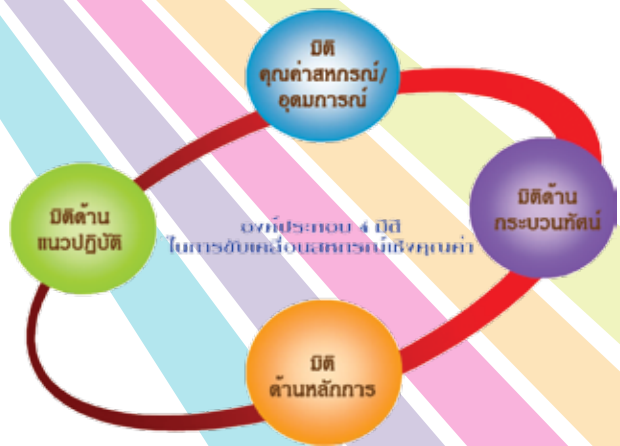 มิติ
คุณค่าสหกรณ์/
อุดมการณ์
มิติด้าน
กระบวนทัศน์
มิติด้าน
แนวปฏิบัติ
องค์ประกอบ 4 มิติ
ในการขับเคลื่อนสหกรณ์เชิงคุณค่า
มิติ
ด้านหลักการ